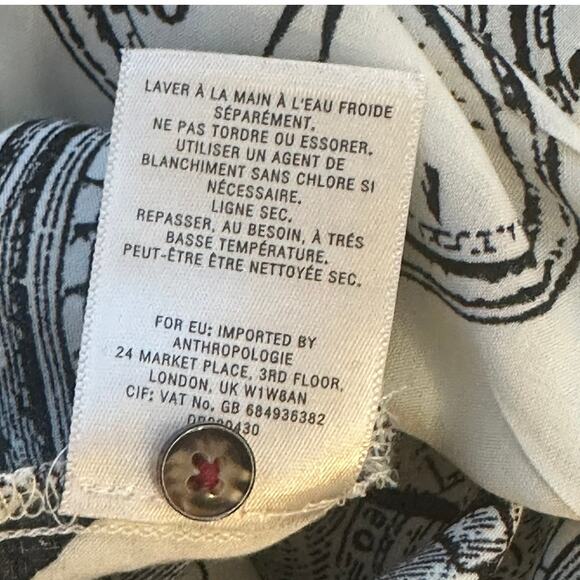 LAVER À LA MAIN À L'EAU FROIDE
SÉPARÉMENT.
NE PAS TORDRE OU ESSORER.
UTILISER UN AGENT DE
BLANCHIMENT SANS CHLORE SI
NÉCESSAIRE.
LIGNE SEC.
REPASSER, AU BESOIN, À TRÉS
BASSE TEMPÉRATURE.
PEUT-ÊTRE ÊTRE NETTOYÉE SEC.
FOR EU: IMPORTED BY
ANTHROPOLOGIE
24 MARKET PLACE, 3RD FLOOR,
LONDON, UK W1W8AN
CIF: VAT No. GB 684936382